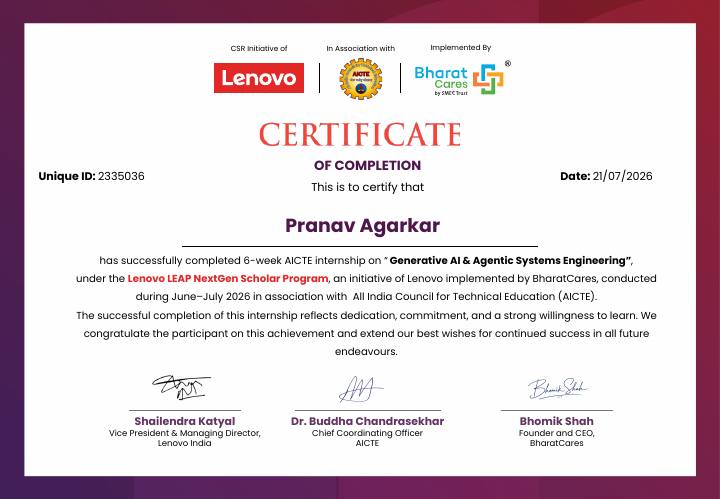 CSR Initiative of
In Association with
Implemented By
Lenovo
AICTE
Bharat
Cares
by SMEC Trust
®
CERTIFICATE
OF COMPLETION
Unique ID: 2335036
This is to certify that
Date: 21/07/2026
Pranav Agarkar
has successfully completed 6-week AICTE internship on “ Generative AI & Agentic Systems Engineering”,
under the Lenovo LEAP NextGen Scholar Program, an initiative of Lenovo implemented by BharatCares, conducted
during June–July 2026 in association with All India Council for Technical Education (AICTE).
The successful completion of this internship reflects dedication, commitment, and a strong willingness to learn. We
congratulate the participant on this achievement and extend our best wishes for continued success in all future
endeavours.
Bhomik Shah
Shailendra Katyal
Vice President & Managing Director,
Lenovo India
Dr. Buddha Chandrasekhar
Chief Coordinating Officer
AICTE
Bhomik Shah
Founder and CEO,
BharatCares